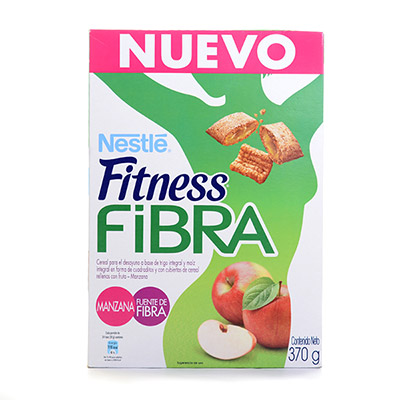 NUEVO
Nestlé
Fitness
FiBRA
Cereal para el desayuno a base de trigo integral y maíz
integral en forma de cuadraditos y con cubiertas de cereal
rellenos con fruta - Manzana
MANZANA
FUENTE DE
FIBRA
Contenido Neto
370 g